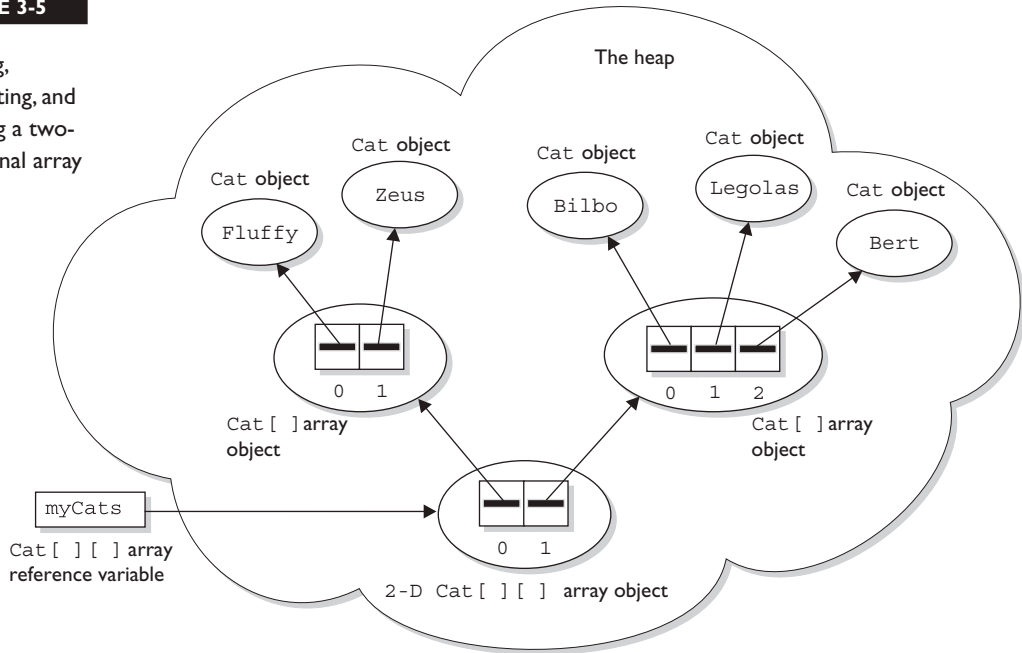 3-5
and
a two-
array
The heap
Cat object
Fluffy
Cat object
Zeus
Cat object
Bilbo
Cat object
Legolas
Cat object
Bert
0 1
Cat [ ] array
object
0 1 2
Cat [ ] array
object
myCats
Cat [ ] [ ] array
reference variable
0 1
2-D Cat [ ] [ ] array object